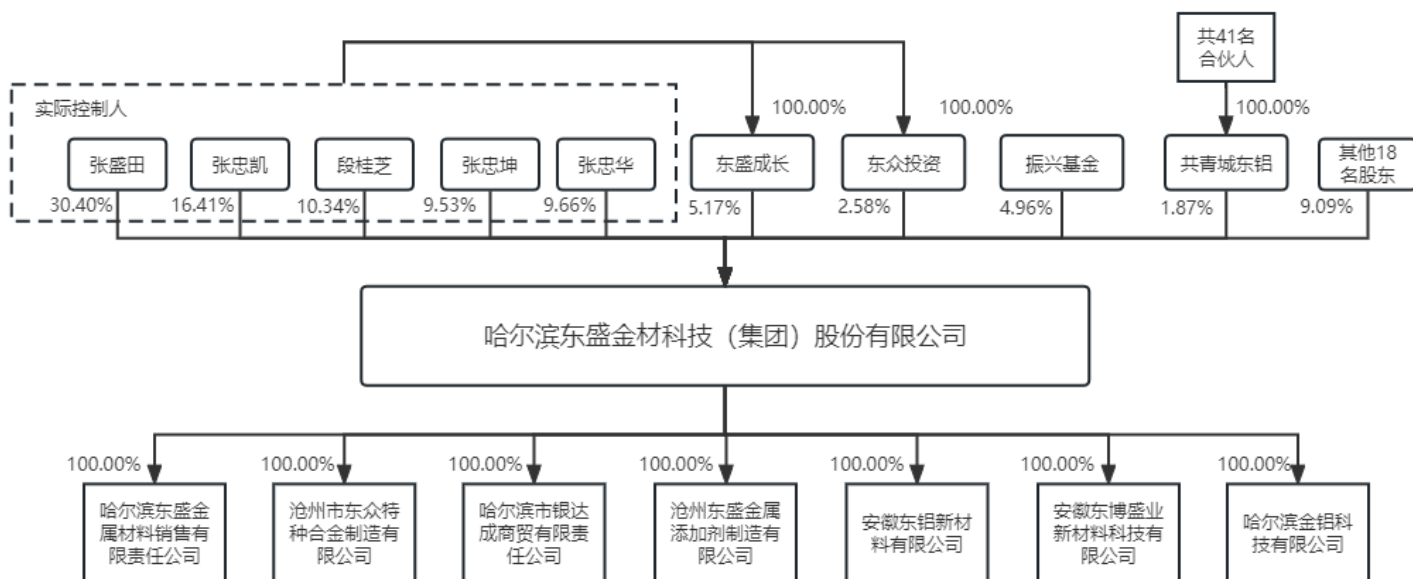 共41名
合伙人
实际控制人
100.00%
100.00%
100.00%
张盛田
张忠凯
段桂芝
张忠坤
张忠华
东盛成长
东众投资
振兴基金
共青城东铝
其他18
名股东
30.40%
16.41%
10.34%
9.53%
9.66%
5.17%
2.58%
4.96%
1.87%
9.09%
哈尔滨东盛金材科技（集团）股份有限公司
100.00%
100.00%
100.00%
100.00%
100.00%
100.00%
100.00%
哈尔滨东盛金
属材料销售有
限责任公司
沧州市东众特
种合金制造有
限公司
哈尔滨市银达
成商贸有限责
任公司
沧州东盛金属
添加剂制造有
限公司
安徽东铝新材
料有限公司
安徽东博盛业
新材料科技有
限公司
哈尔滨金铝科
技有限公司